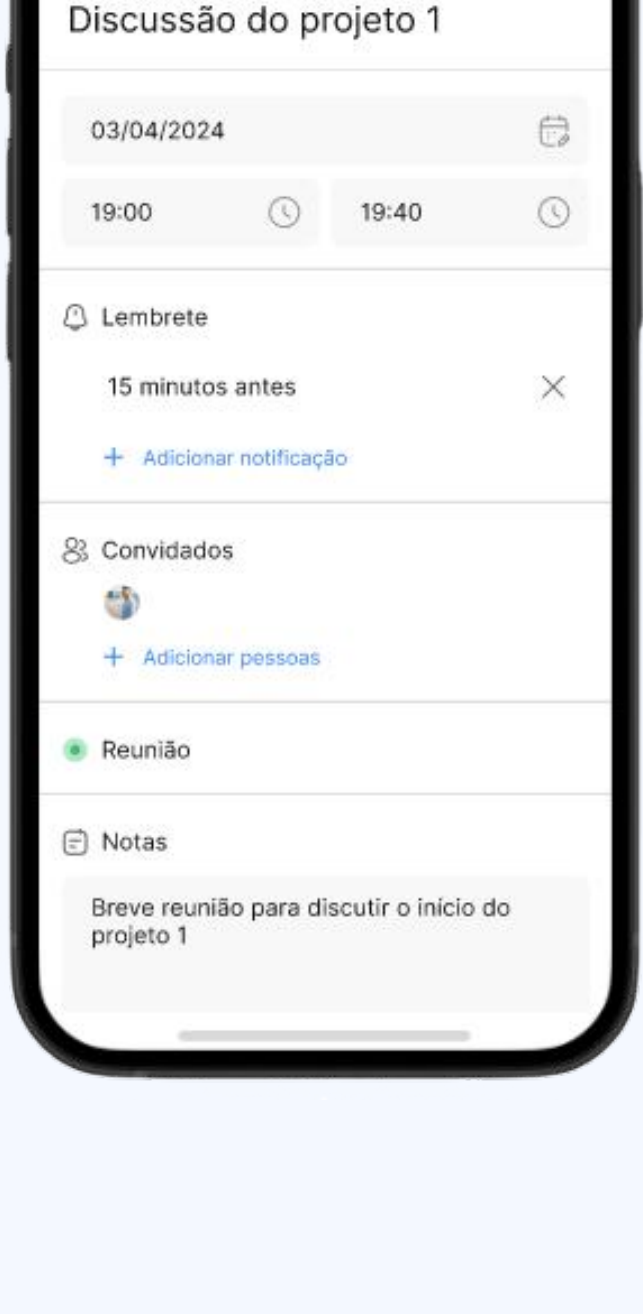 Discussão do projeto 1
03/04/2024
19:00
19:40
Lembrete
15 minutos antes
+ Adicionar notificação
Convidados
+ Adicionar pessoas
Reunião
Notas
Breve reunião para discutir o início do
projeto 1